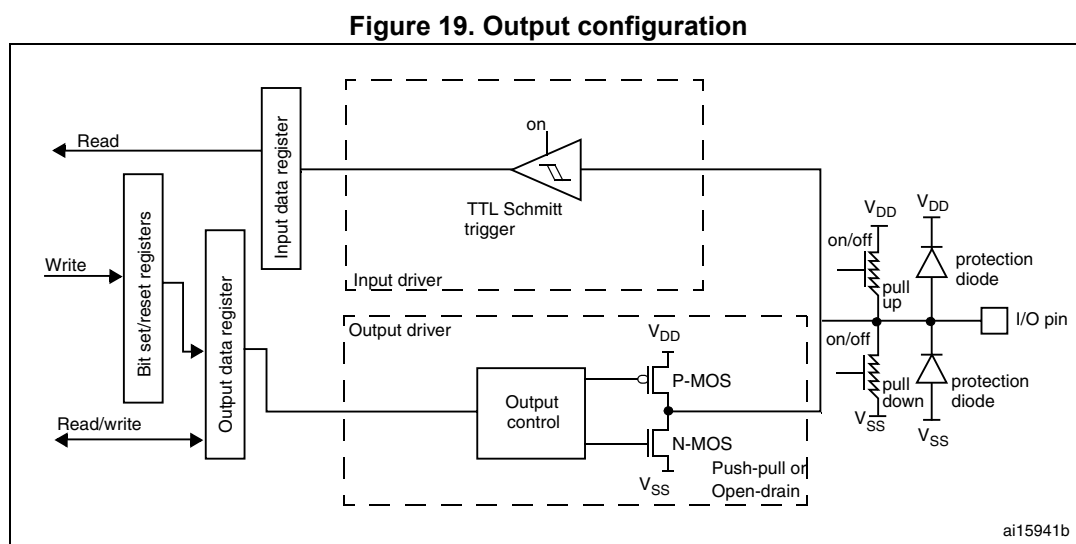 Figure 19. Output configuration
Read
Input data register
on
TTL Schmitt
trigger
Input driver
Write
Bit set/reset registers
Output data register
Read/write
Output driver
VDD
P-MOS
Output
control
N-MOS
VSS
Push-pull or
Open-drain
VDD
on/off
pull
up
VDD
protection
diode
I/O pin
on/off
pull
down
VSS
protection
diode
VSS
ai15941b